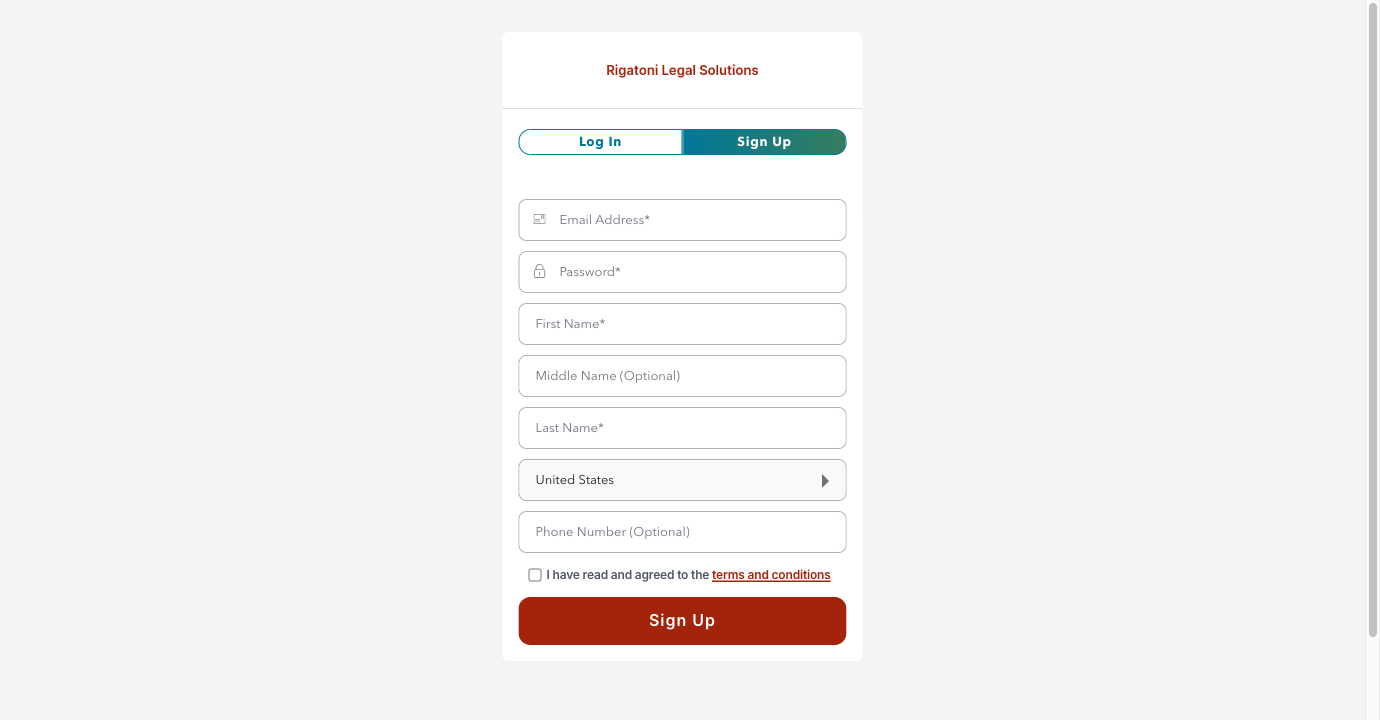 Rigatoni Legal Solutions
Log In
Sign Up
Email Address*
Password*
First Name*
Middle Name (Optional)
Last Name*
United States
Phone Number (Optional)
I have read and agreed to the terms and conditions
Sign Up